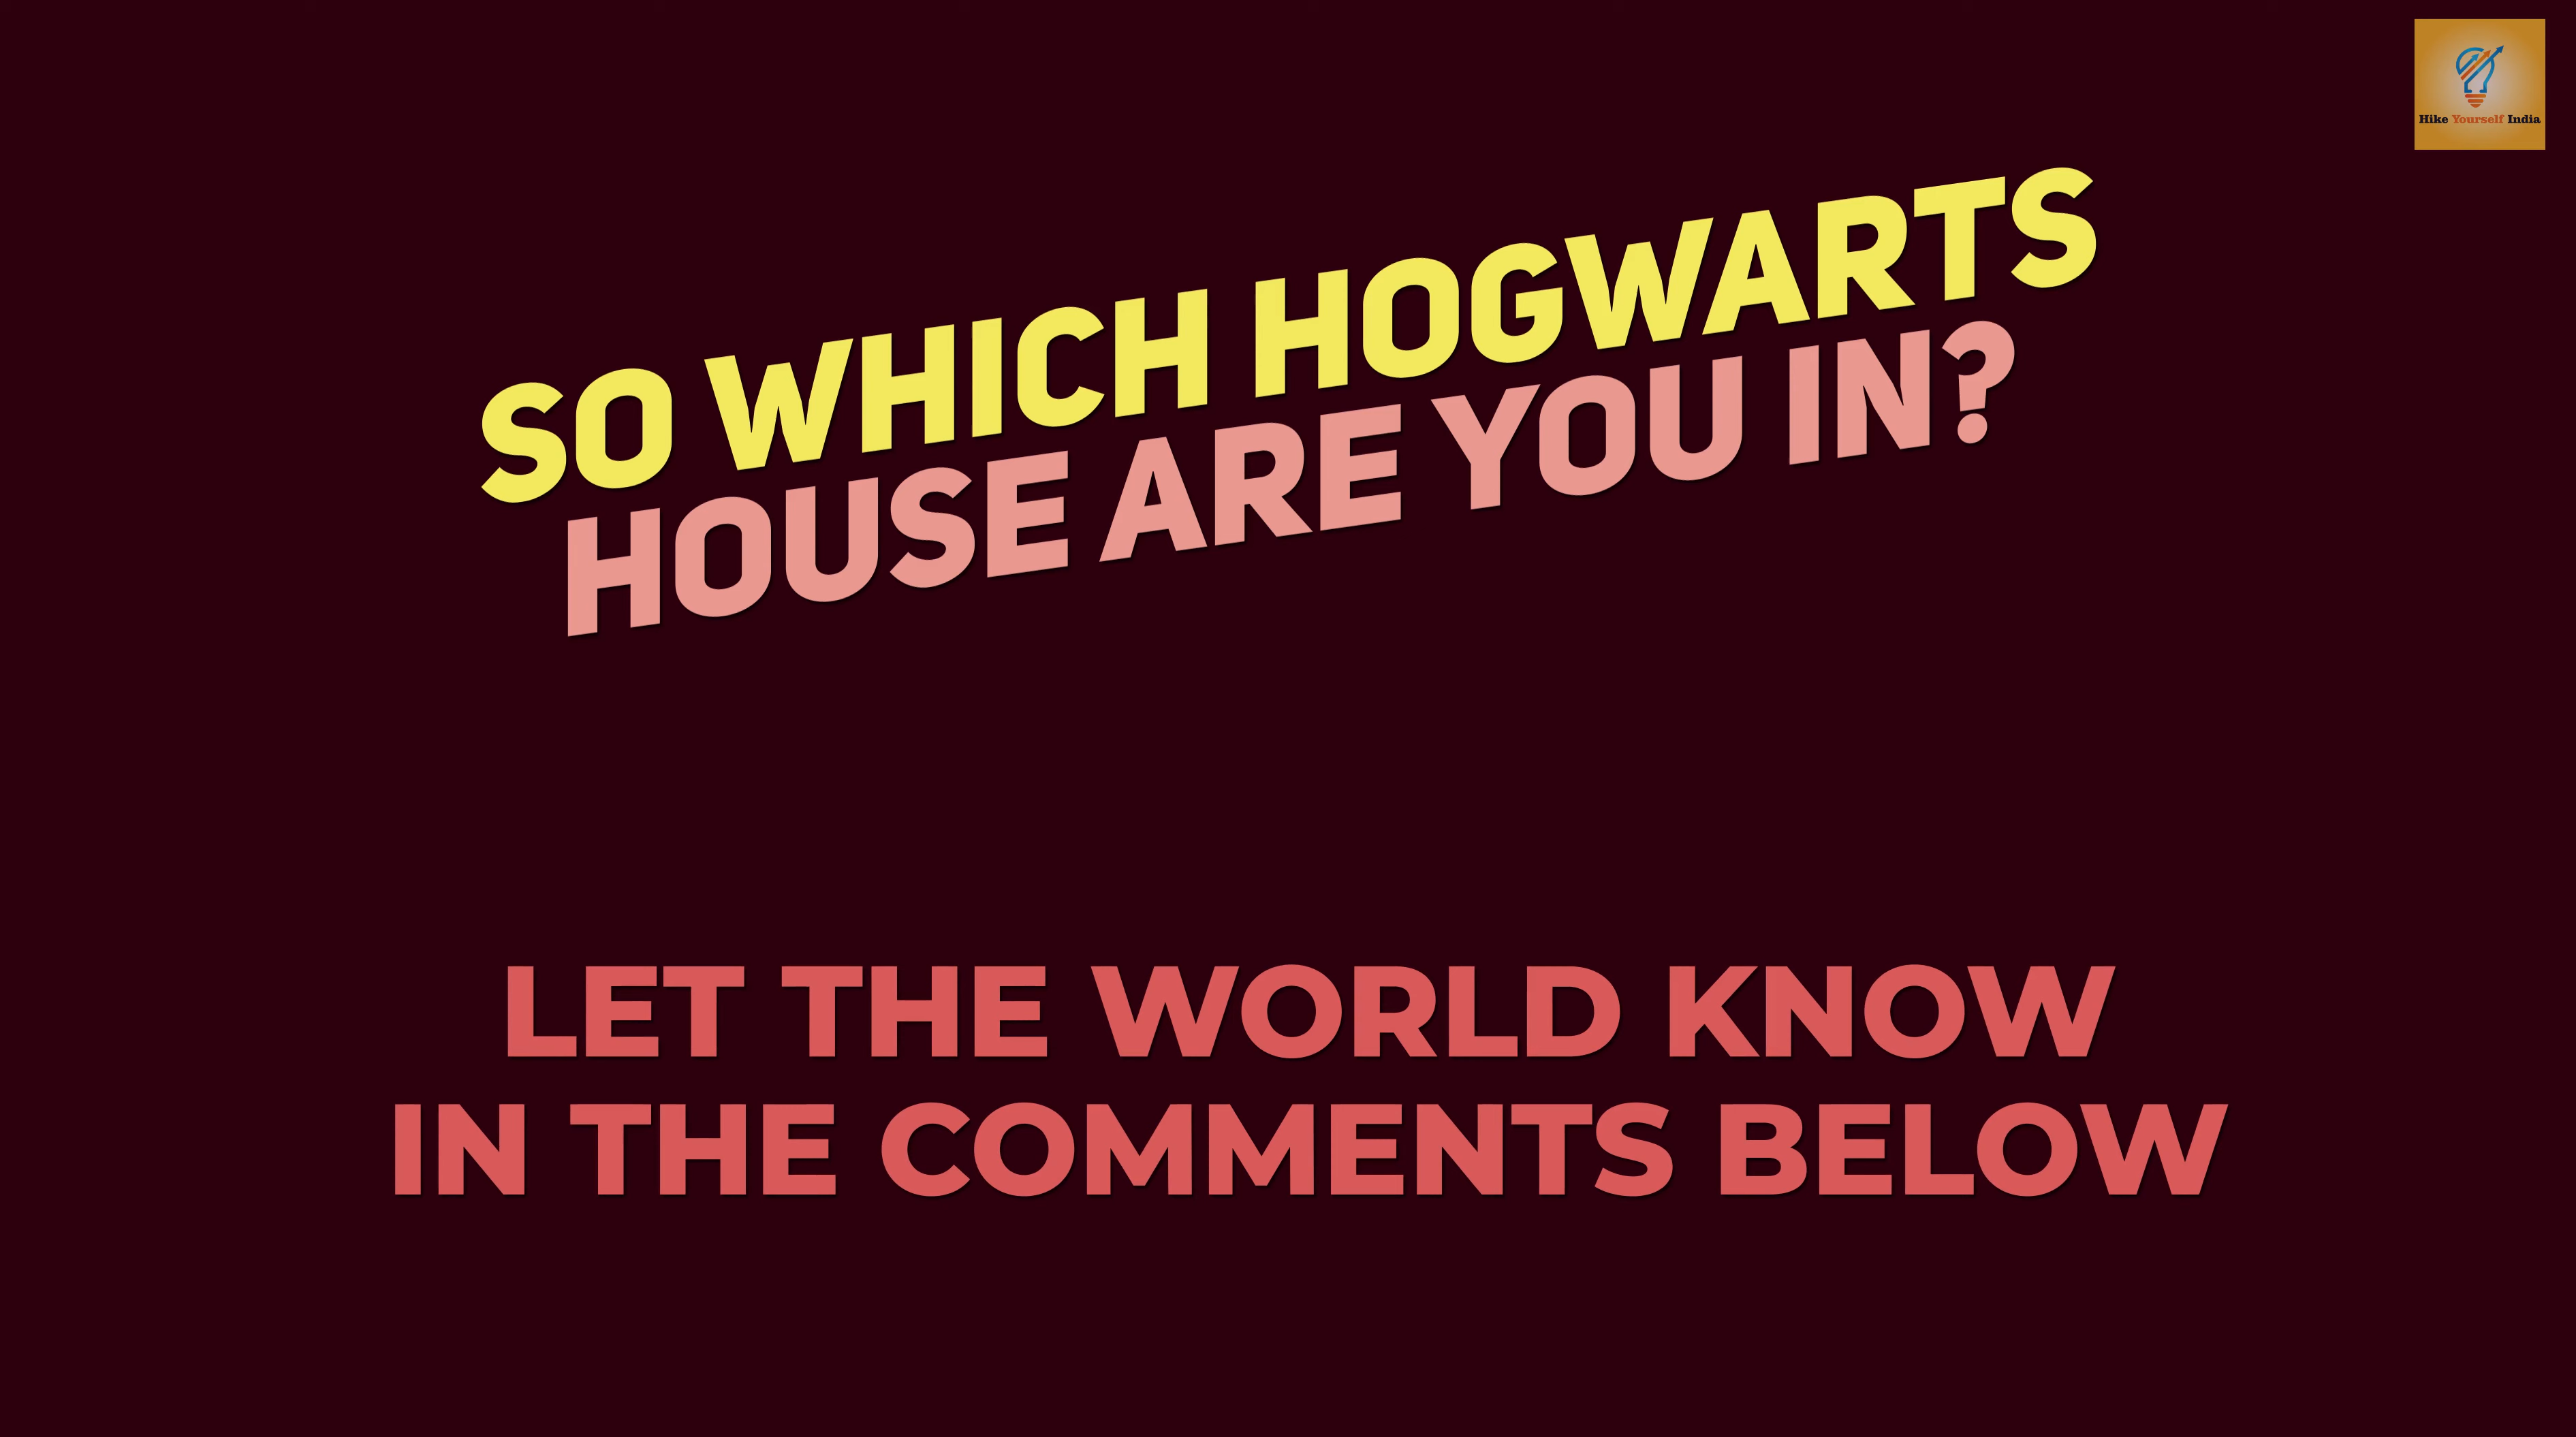 Hike Yourself India
SO WHICH HOGWARTS
HOUSE ARE YOU IN?
LET THE WORLD KNOW
IN THE COMMENTS BELOW